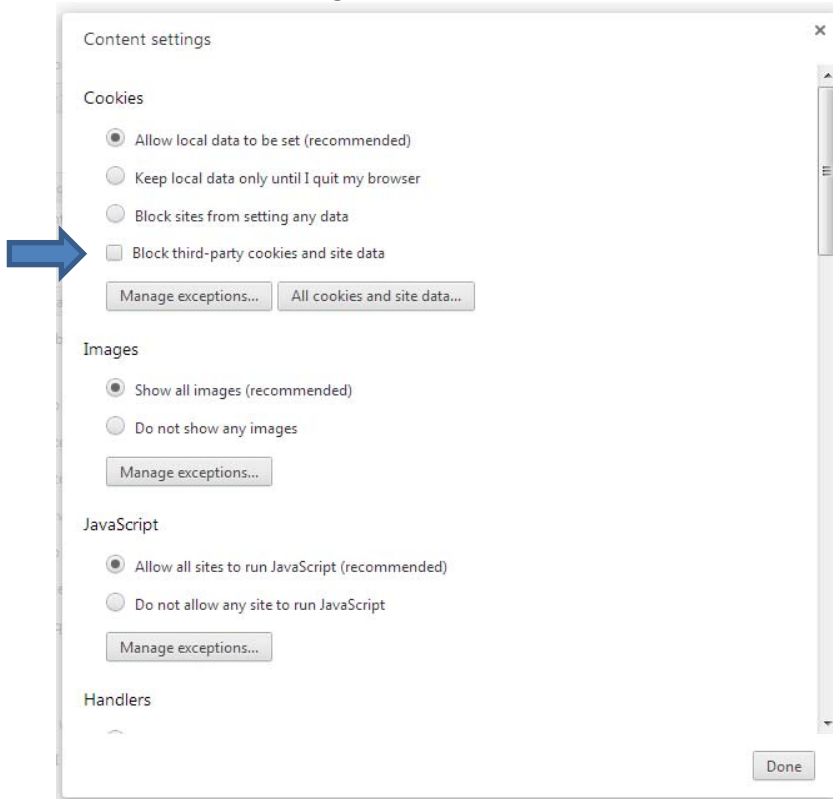 Content settings
Cookies
Allow local data to be set (recommended)
Keep local data only until I quit my browser
Block sites from setting any data
Block third-party cookies and site data
Manage exceptions... All cookies and site data...
Images
Show all images (recommended)
Do not show any images
Manage exceptions...
JavaScript
Allow all sites to run JavaScript (recommended)
Do not allow any site to run JavaScript
Manage exceptions...
Handlers
Done